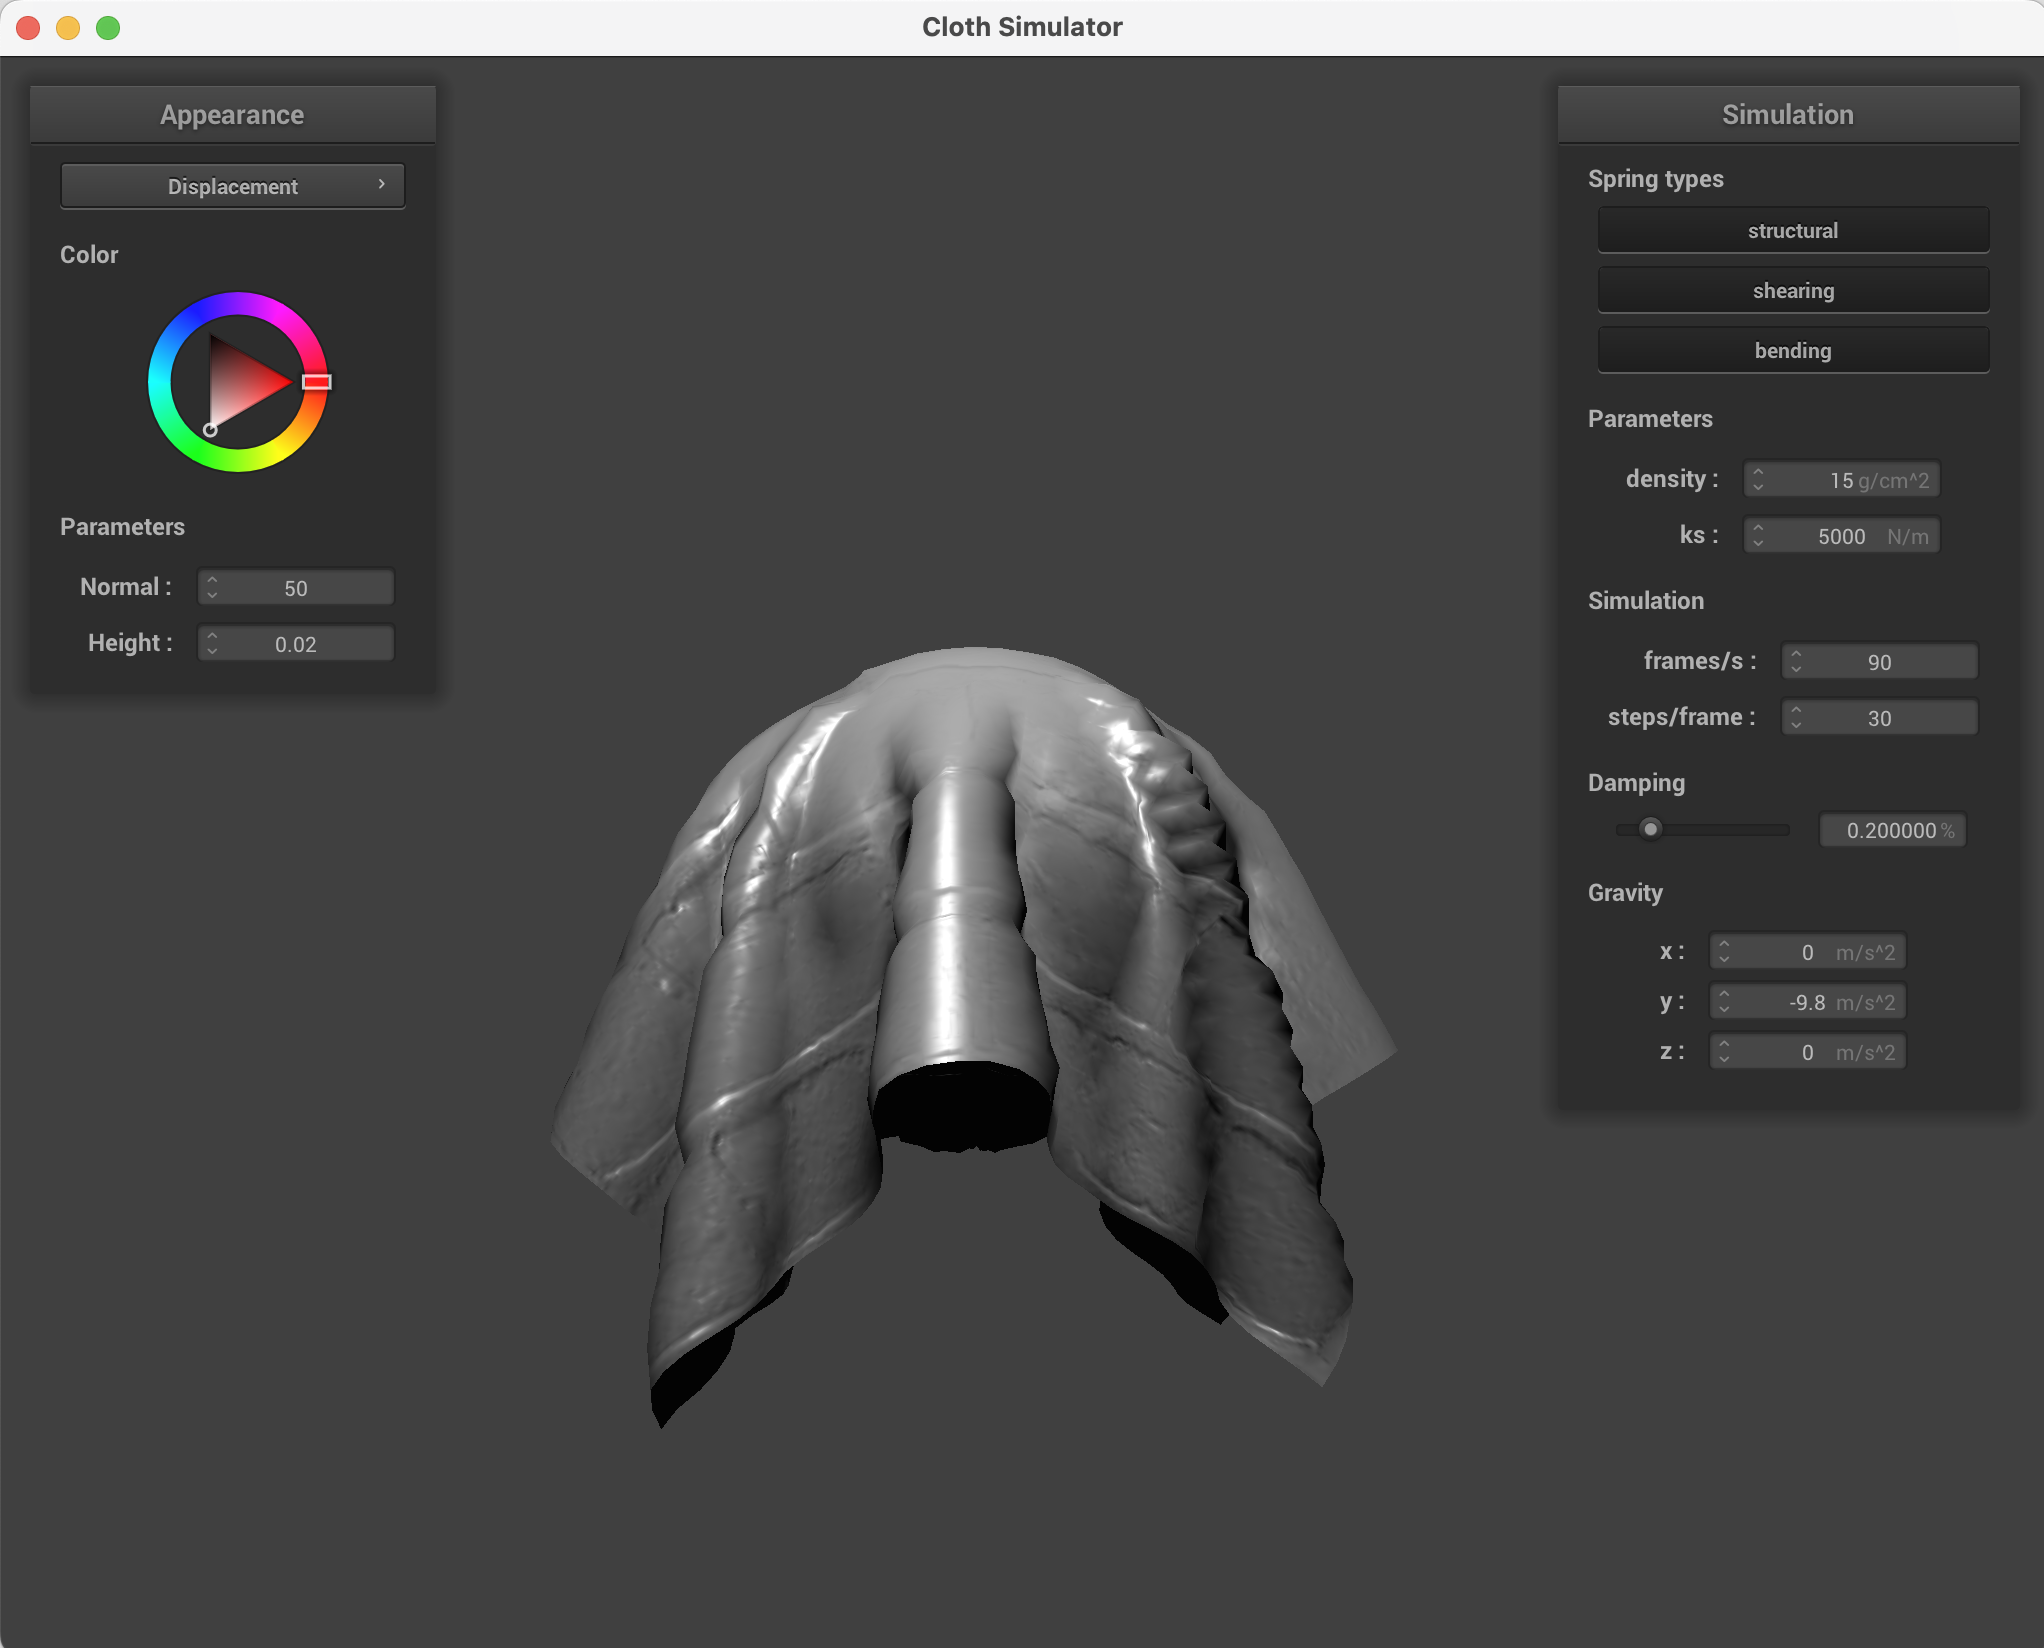 Cloth Simulator
Appearance
Displacement
Color
Parameters
Normal : 50
Height : 0.02
Simulation
Spring types
structural
shearing
bending
Parameters
density : 15 g/cm^2
ks : 5000 N/m
Simulation
frames/s : 90
steps/frame : 30
Damping
0.200000 %
Gravity
x : 0 m/s^2
y : -9.8 m/s^2
z : 0 m/s^2